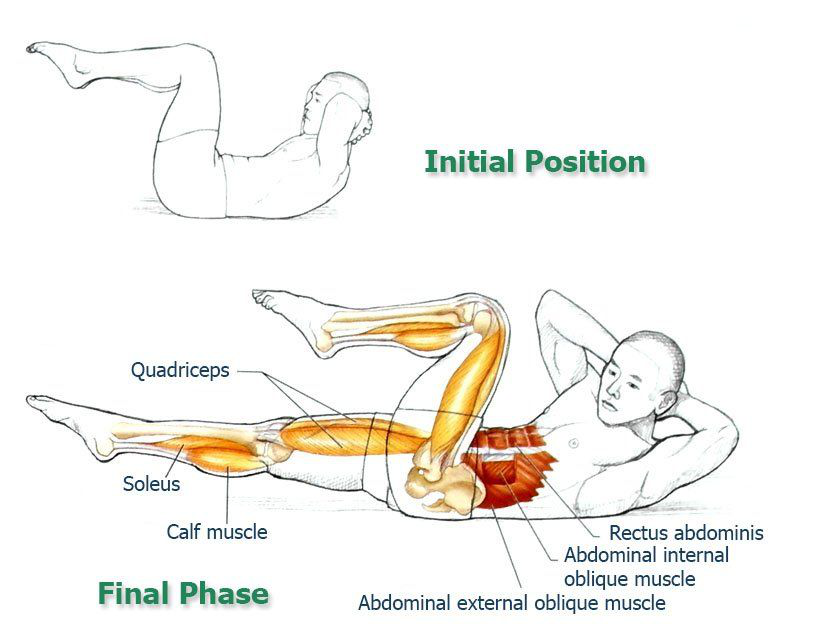 Initial Position
Quadriceps
Soleus
Calf muscle
Rectus abdominis
Abdominal internal
oblique muscle
Final Phase
Abdominal external oblique muscle